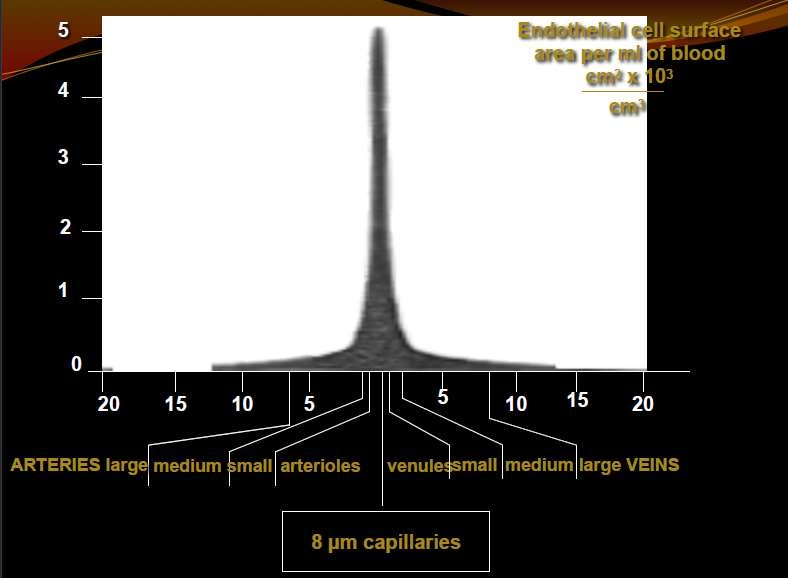 Endothelial cell surface
area per ml of blood
cm² x 10³
cm³
5
4
3
2
1
0
20 15 10 5 5 10 15 20
ARTERIES large medium small arterioles venules small medium large VEINS
8 µm capillaries